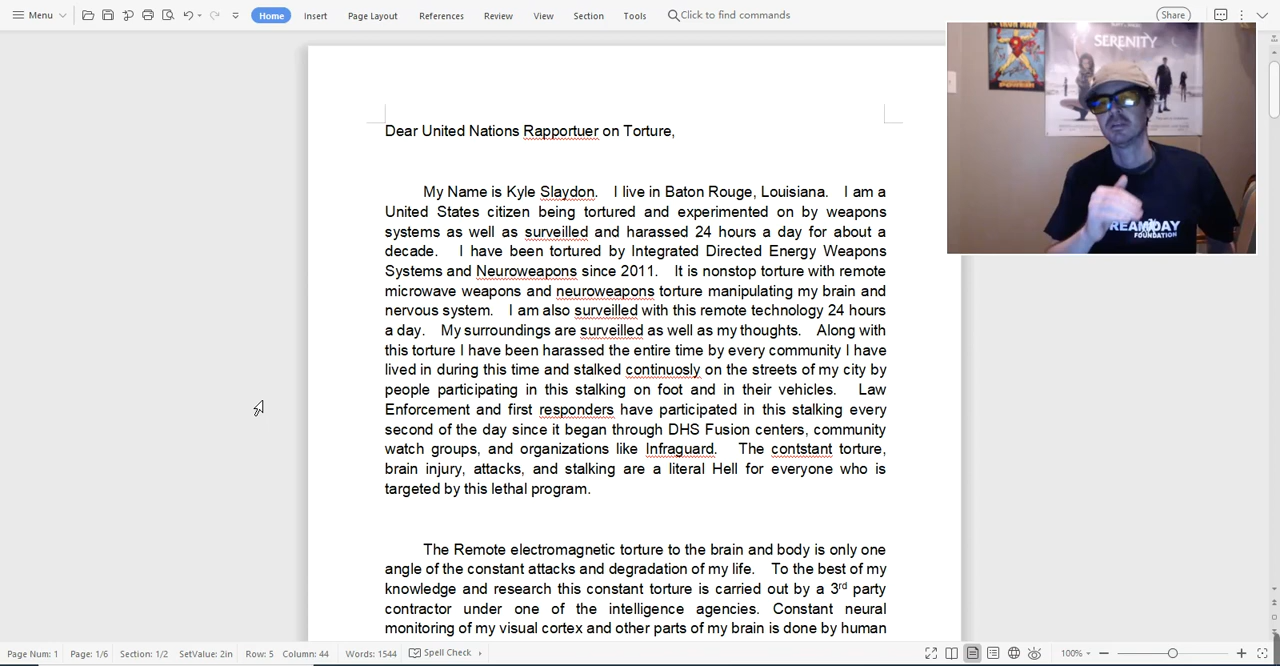 Menu Home Insert Page Layout References Review View Section Tools Click to find commands Share
SERENITY
Dear United Nations Rapportuer on Torture,
My Name is Kyle Slaydon. I live in Baton Rouge, Louisiana. I am a
United States citizen being tortured and experimented on by weapons
systems as well as surveilled and harassed 24 hours a day for about a
decade. I have been tortured by Integrated Directed Energy Weapons
Systems and Neuroweapons since 2011. It is nonstop torture with remote
microwave weapons and neuroweapons torture manipulating my brain and
nervous system. I am also surveilled with this remote technology 24 hours
a day. My surroundings are surveilled as well as my thoughts. Along with
this torture I have been harassed the entire time by every community I have
lived in during this time and stalked continuosly on the streets of my city by
people participating in this stalking on foot and in their vehicles. Law
Enforcement and first responders have participated in this stalking every
second of the day since it began through DHS Fusion centers, community
watch groups, and organizations like Infraguard. The contstant torture,
brain injury, attacks, and stalking are a literal Hell for everyone who is
targeted by this lethal program.
The Remote electromagnetic torture to the brain and body is only one
angle of the constant attacks and degradation of my life. To the best of my
knowledge and research this constant torture is carried out by a 3rd party
contractor under one of the intelligence agencies. Constant neural
monitoring of my visual cortex and other parts of my brain is done by human
FOUNDATION
Page Num: 1 Page: 1/6 Section: 1/2 SetValue: 2in Row: 5 Column: 44 Words: 1544 Spell Check 100%